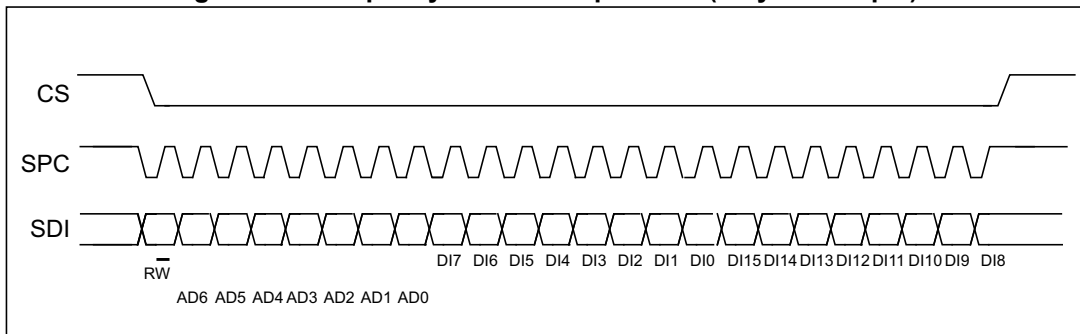 CS
SPC
SDI
DI7 DI6 DI5 DI4 DI3 DI2 DI1 DI0 DI15 DI14 DI13 DI12 DI11 DI10 DI9 DI8
RW
AD6 AD5 AD4 AD3 AD2 AD1 AD0